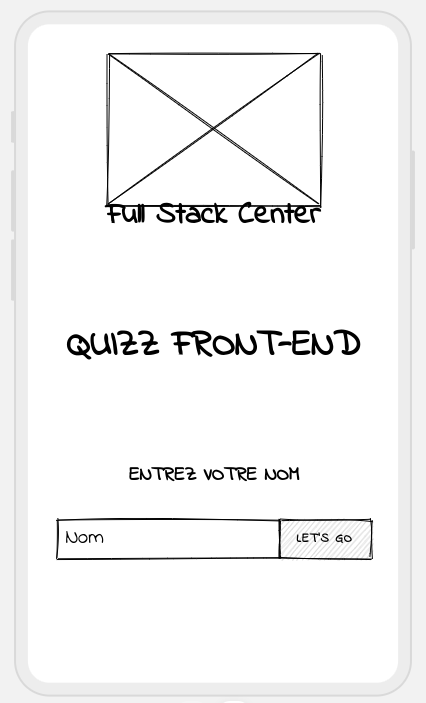 Full Stack Center
QUIZZ FRONT-END
ENTREZ VOTRE NOM
Nom
LET'S GO